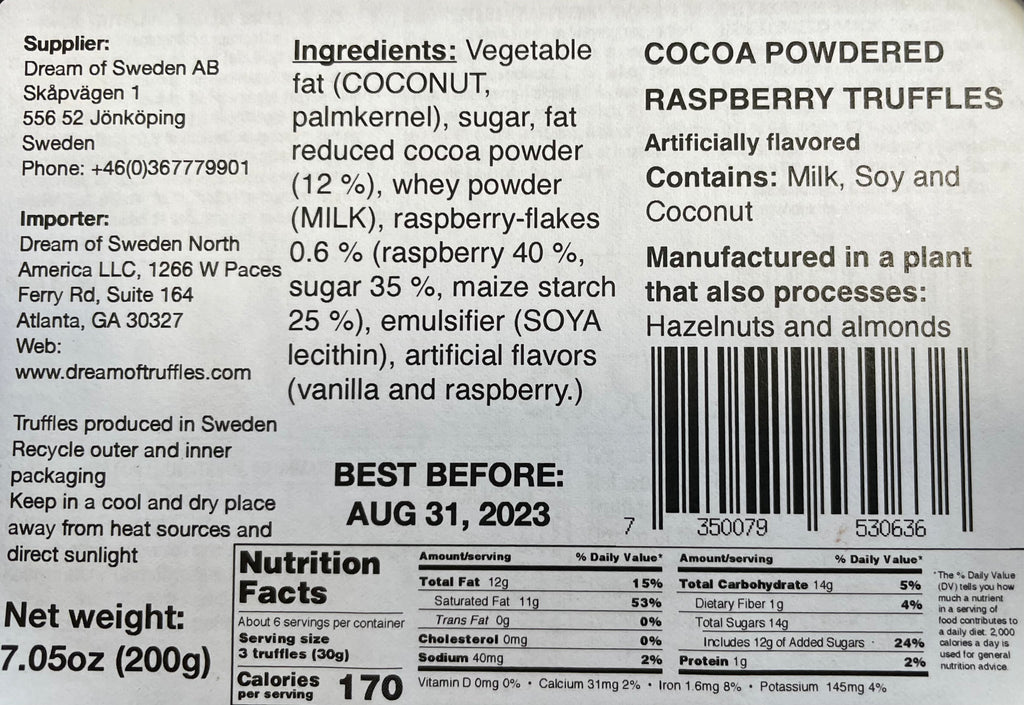 Supplier:
Dream of Sweden AB
Skåpvägen 1
556 52 Jönköping
Sweden
Phone: +46(0)367779901
Importer:
Dream of Sweden North
America LLC, 1266 W Paces
Ferry Rd, Suite 164
Atlanta, GA 30327
Web:
www.dreamoftruffles.com
Truffles produced in Sweden
Recycle outer and inner
packaging
Keep in a cool and dry place
away from heat sources and
direct sunlight
Net weight:
7.05oz (200g)
Ingredients: Vegetable
fat (COCONUT,
palmkernel), sugar, fat
reduced cocoa powder
(12 %), whey powder
(MILK), raspberry-flakes
0.6 % (raspberry 40 %,
sugar 35 %, maize starch
25 %), emulsifier (SOYA
lecithin), artificial flavors
(vanilla and raspberry.)
BEST BEFORE:
AUG 31, 2023
COCOA POWDERED
RASPBERRY TRUFFLES
Artificially flavored
Contains: Milk, Soy and
Coconut
Manufactured in a plant
that also processes:
Hazelnuts and almonds
7 350079 530636
Nutrition
Facts
About 6 servings per container
Serving size
3 truffles (30g)
Calories
per serving 170
Amount/serving % Daily Value*
Total Fat 12g 15%
Saturated Fat 11g 53%
Trans Fat 0g 0%
Cholesterol 0mg 0%
Sodium 40mg 2%
Amount/serving % Daily Value*
Total Carbohydrate 14g 5%
Dietary Fiber 1g 4%
Total Sugars 14g
Includes 12g of Added Sugars · 24%
Protein 1g 2%
Vitamin D 0mg 0% • Calcium 31mg 2% • Iron 1.6mg 8% • Potassium 145mg 4%
*The % Daily Value
(DV) tells you how
much a nutrient
in a serving of
food contributes to
a daily diet. 2,000
calories a day is
used for general
nutrition advice.